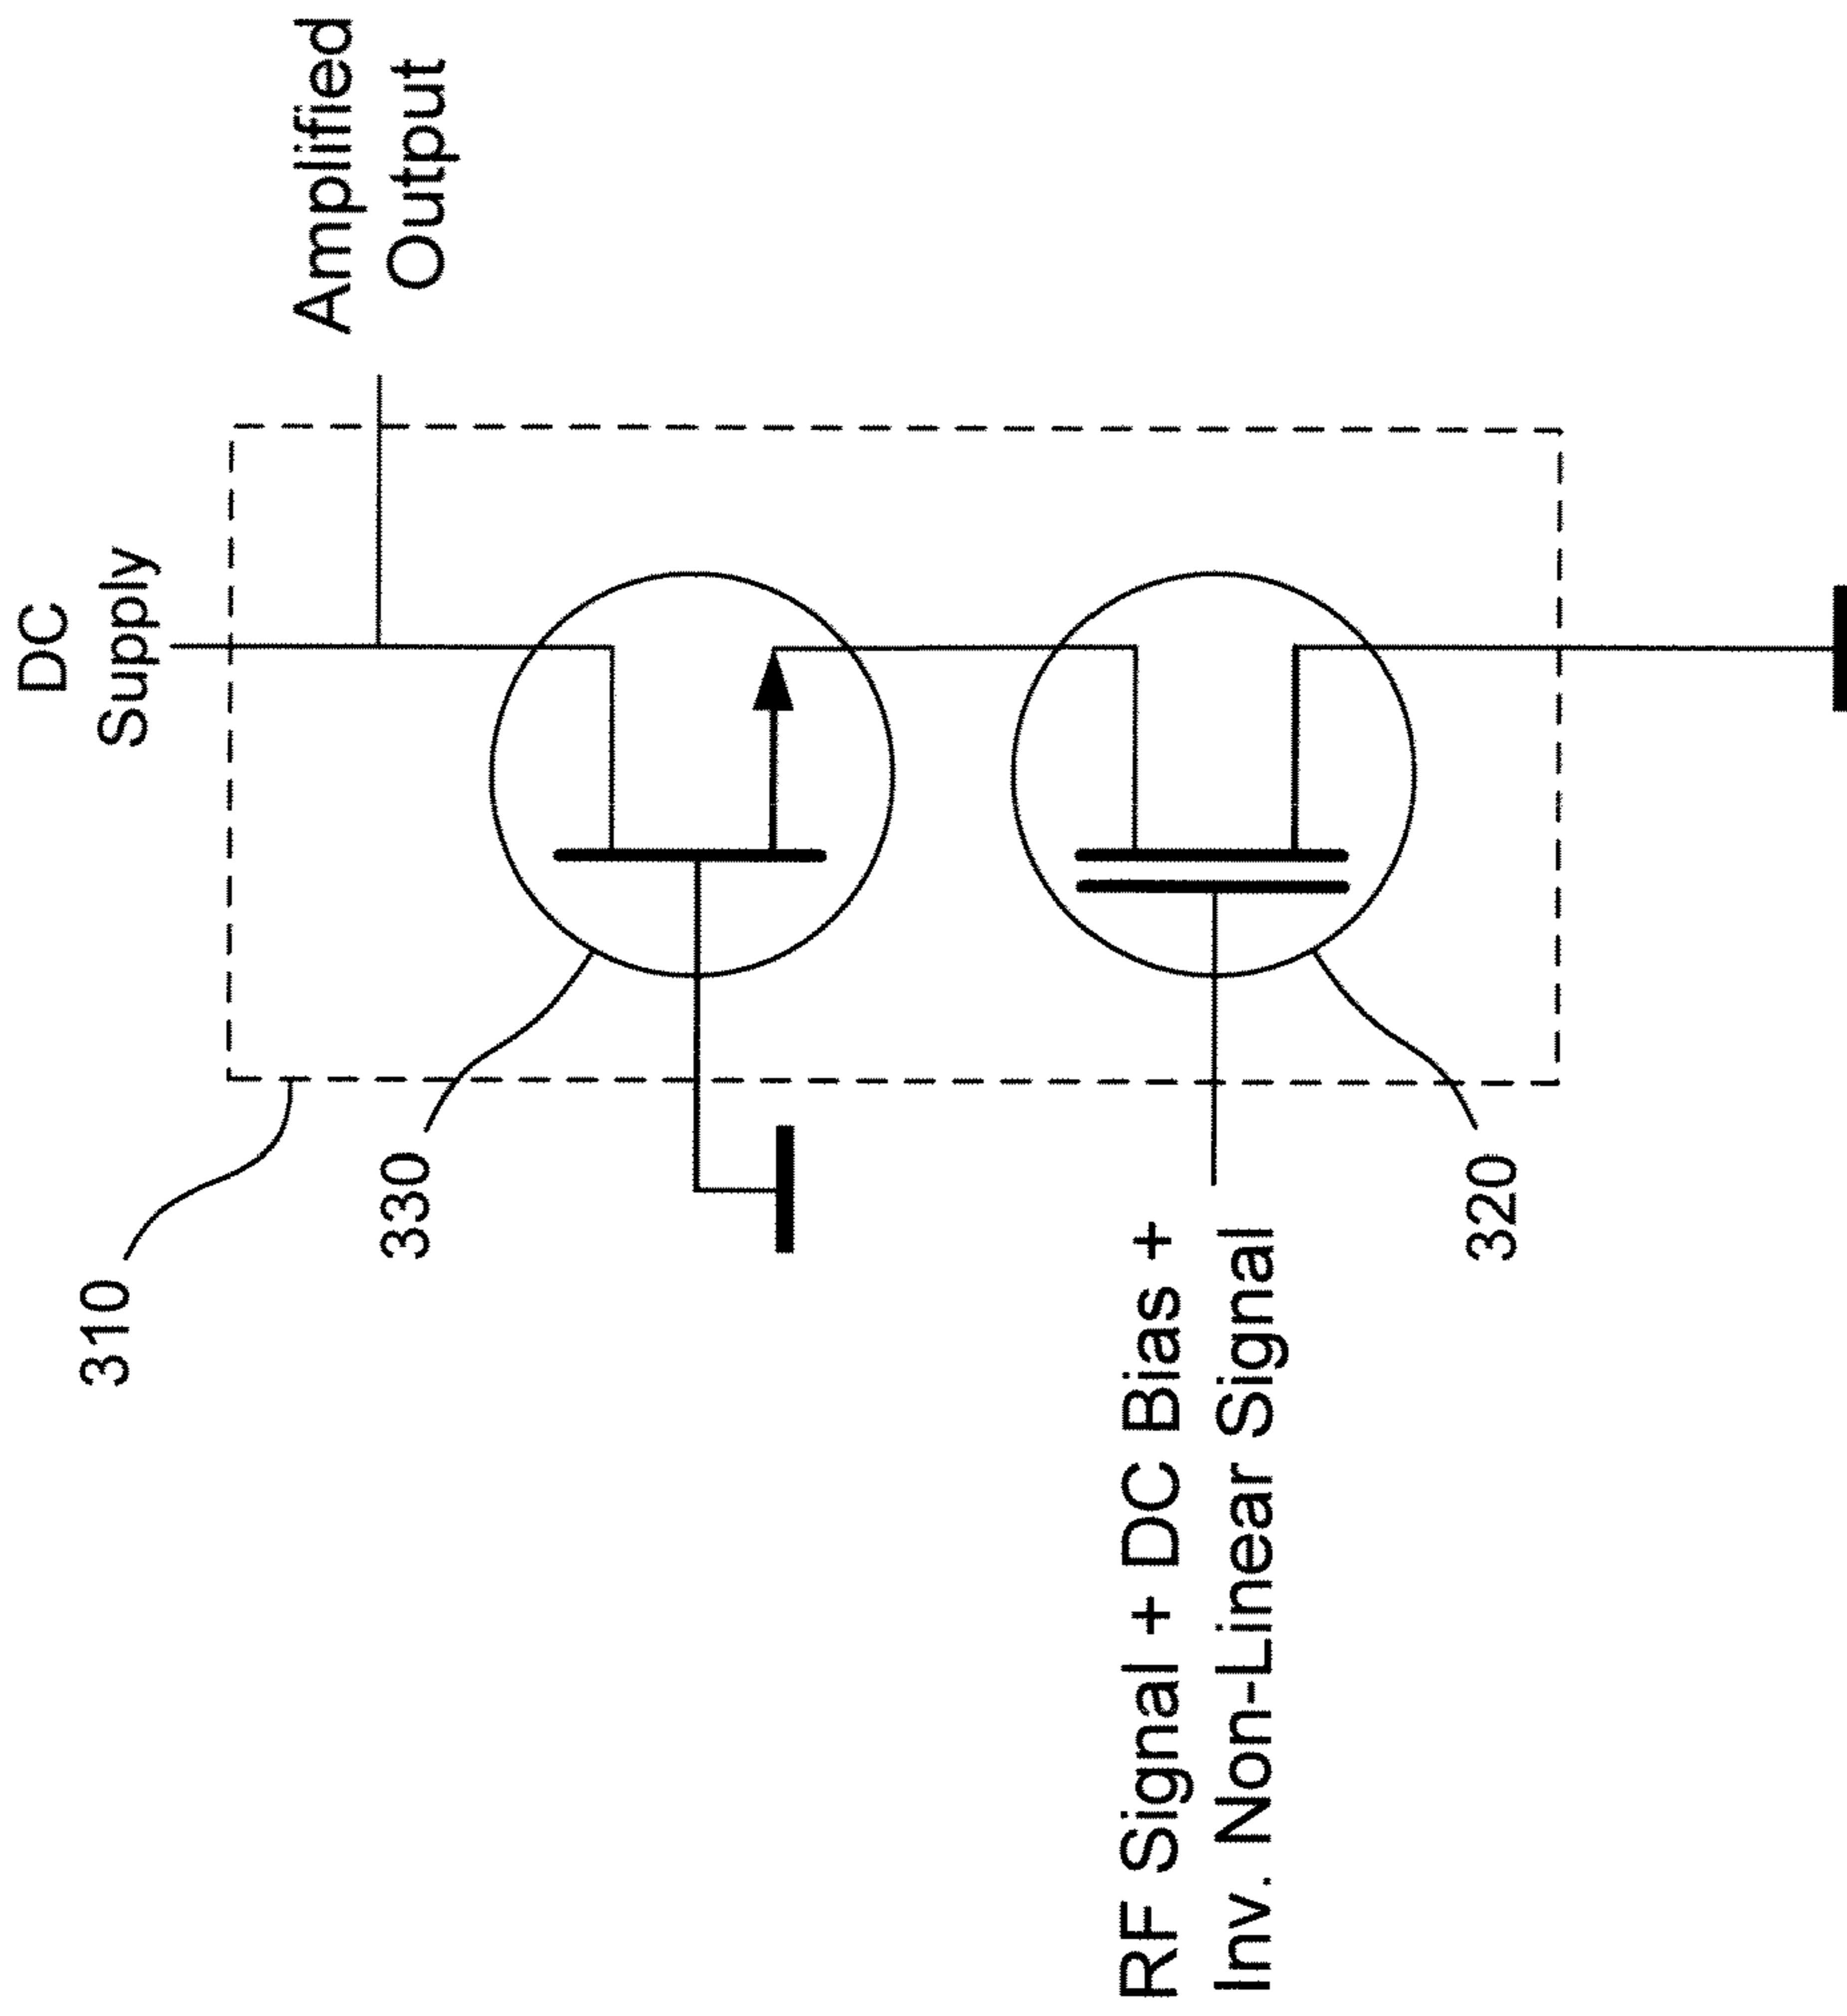 DC
Supply
Amplified
Output
310
330
RF Signal + DC Bias +
Inv. Non-Linear Signal
320